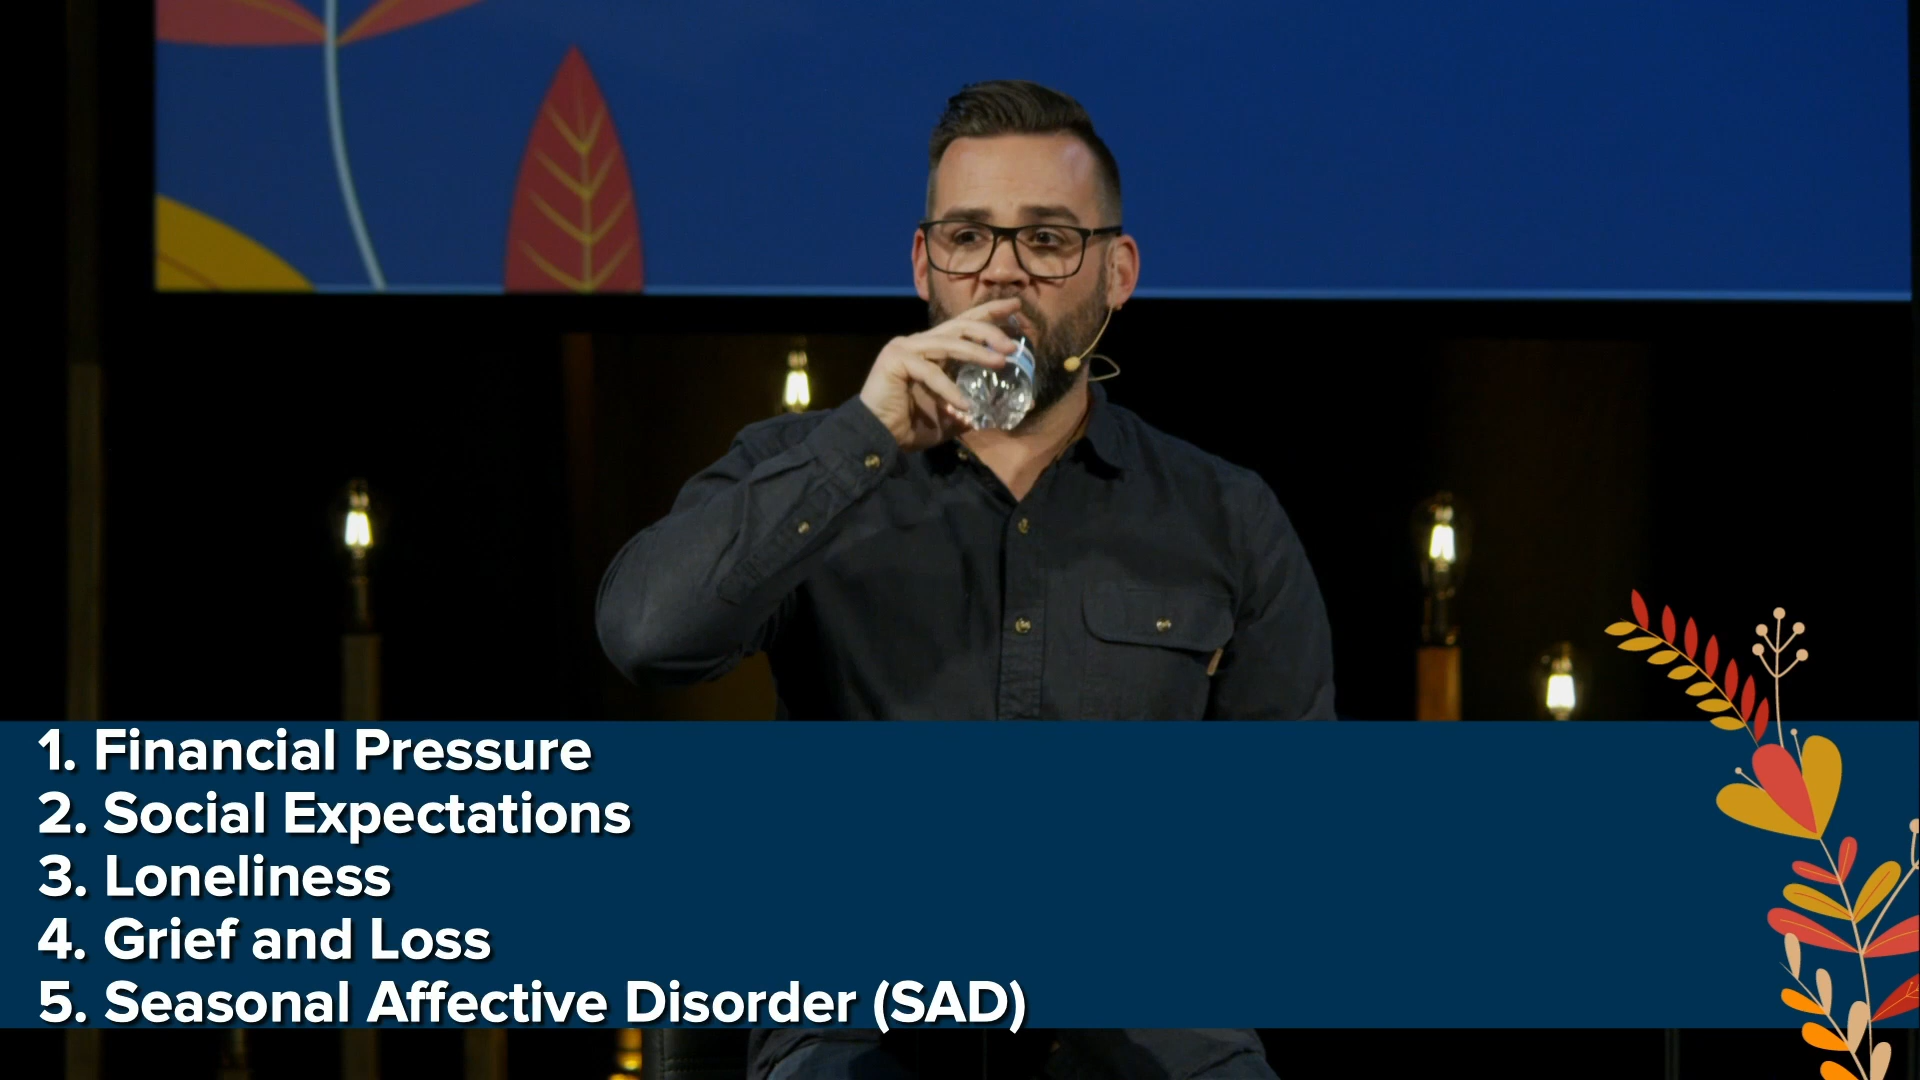 1. Financial Pressure
2. Social Expectations
3. Loneliness
4. Grief and Loss
5. Seasonal Affective Disorder (SAD)